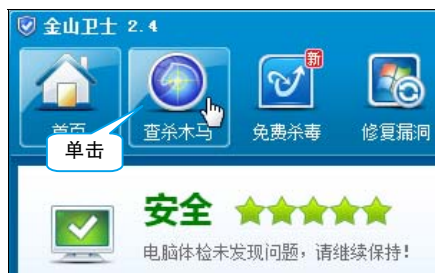 金山卫士 2.4
新
首页 查杀木马 免费杀毒 修复漏洞
单击
安全
电脑体检未发现问题，请继续保持！